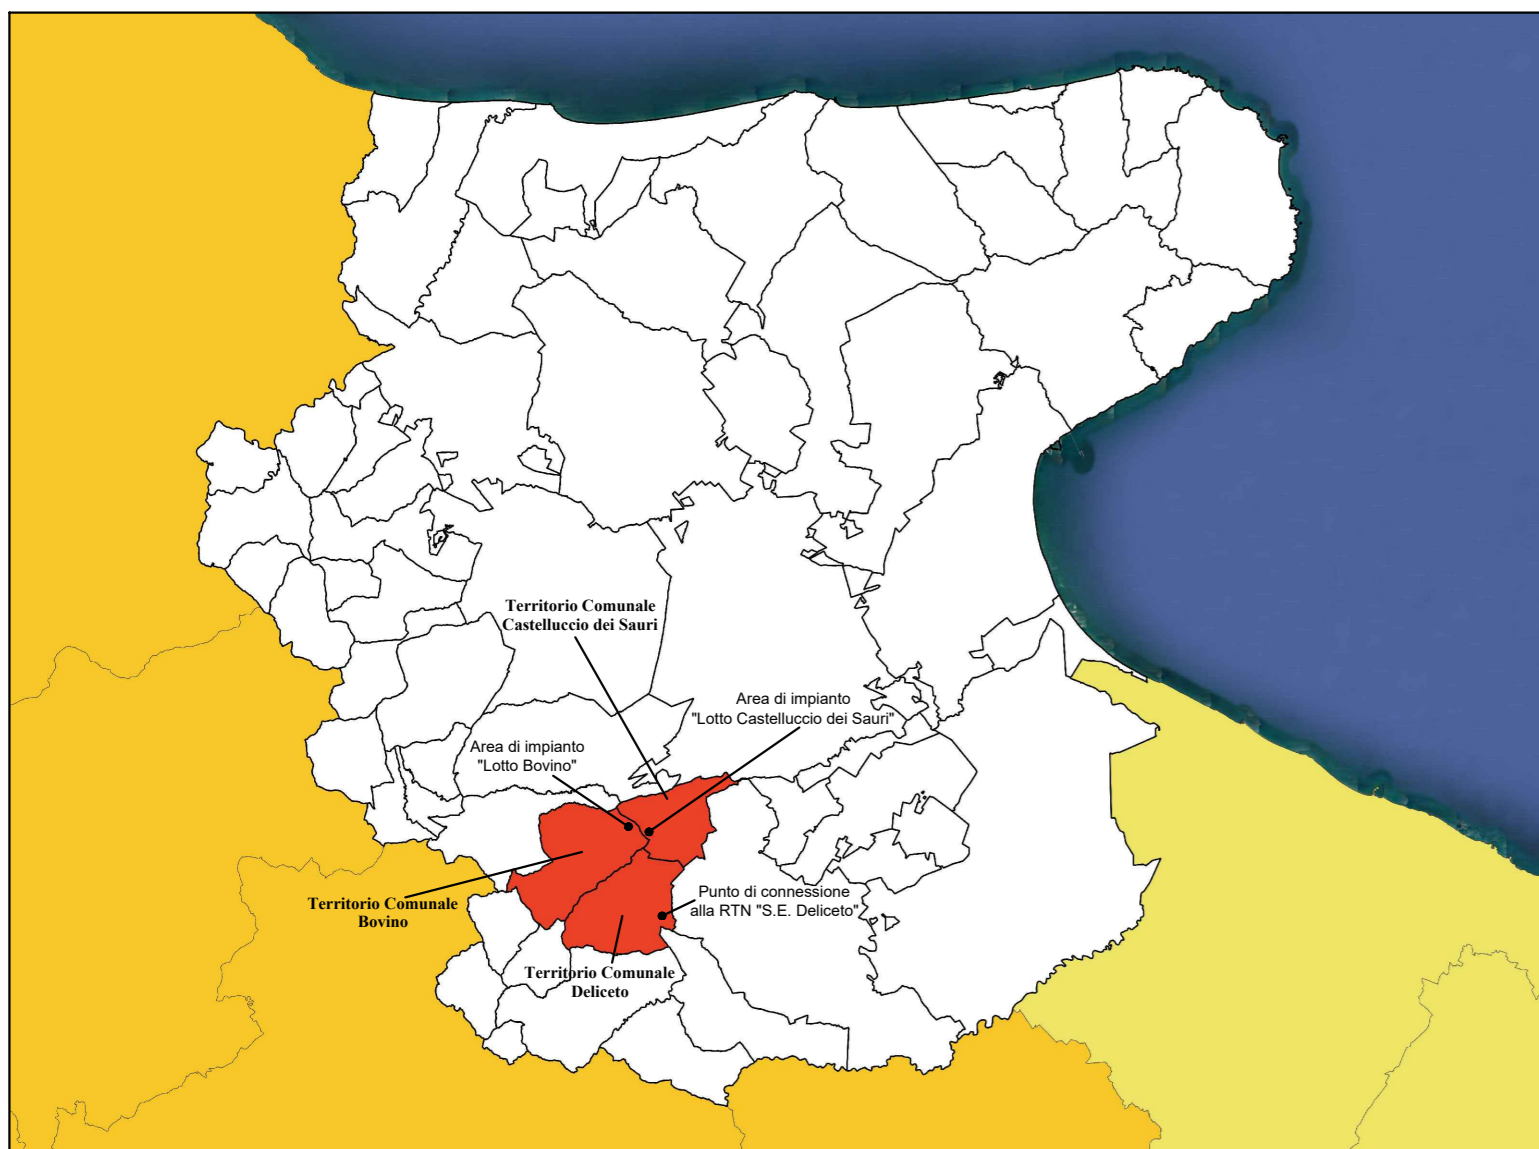 Territorio Comunale
Castelluccio dei Sauri
Area di impianto
"Lotto Castelluccio dei Sauri"
Area di impianto
"Lotto Bovino"
Punto di connessione
alla RTN "S.E. Deliceto"
Territorio Comunale
Bovino
Territorio Comunale
Deliceto